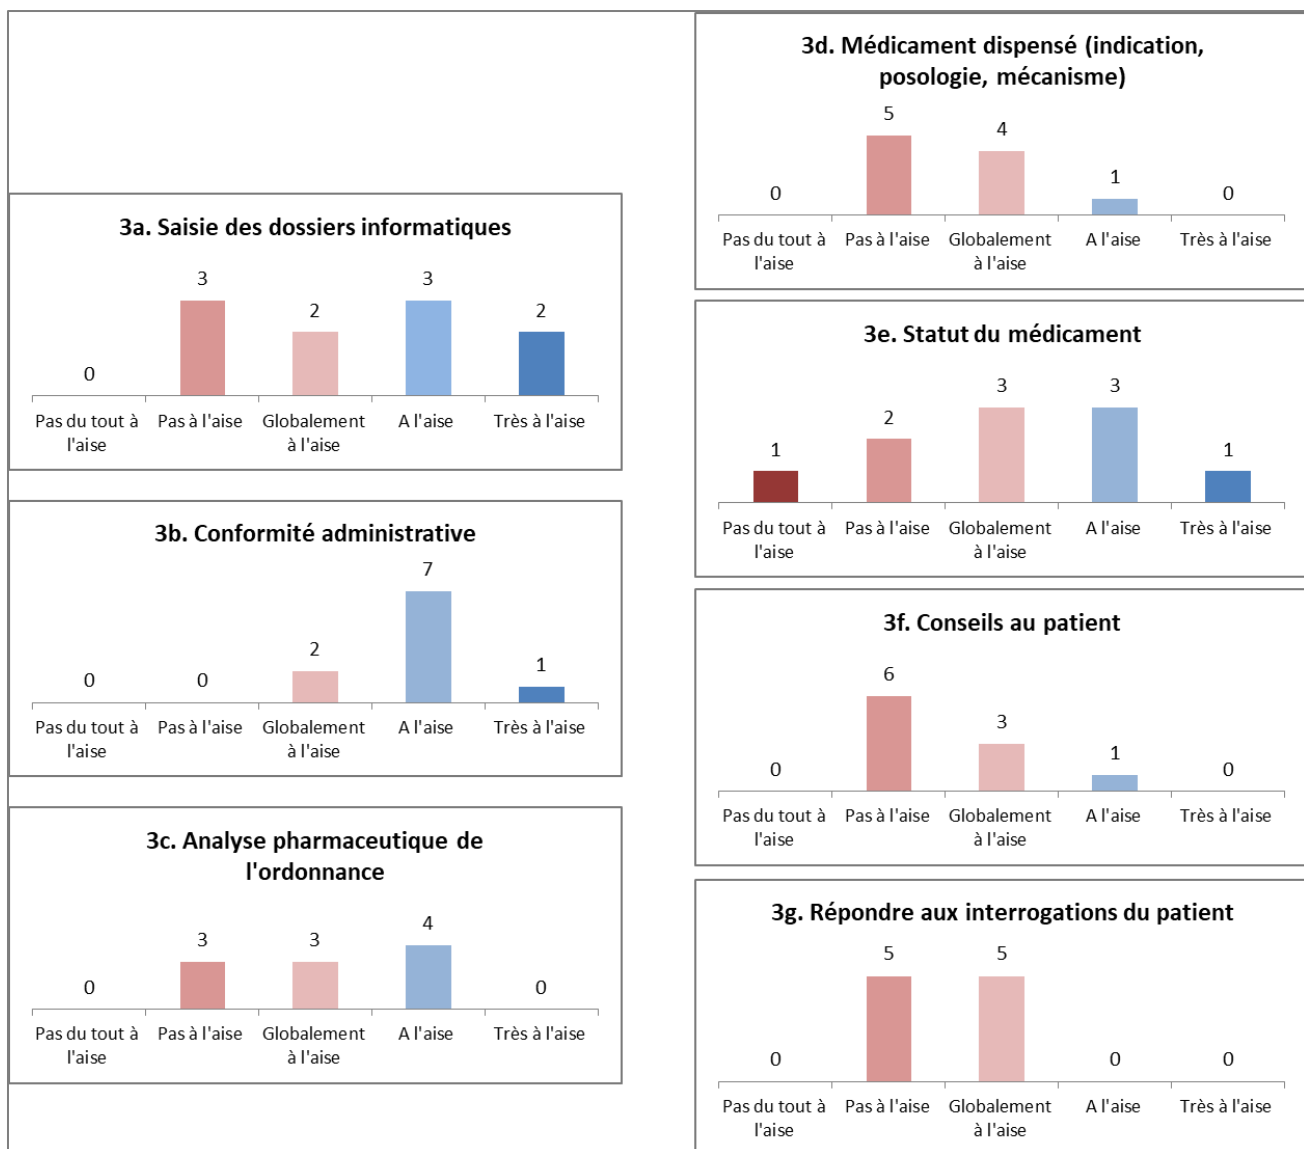 3a. Saisie des dossiers informatiques
0
3
2
3
2
Pas du tout à
l'aise
Pas à l'aise
Globalement
à l'aise
A l'aise
Très à l'aise
3b. Conformité administrative
0
0
2
7
1
Pas du tout à
l'aise
Pas à l'aise
Globalement
à l'aise
A l'aise
Très à l'aise
3c. Analyse pharmaceutique de
l'ordonnance
0
3
3
4
0
Pas du tout à
l'aise
Pas à l'aise
Globalement
à l'aise
A l'aise
Très à l'aise
3d. Médicament dispensé (indication,
posologie, mécanisme)
0
5
4
1
0
Pas du tout à
l'aise
Pas à l'aise
Globalement
à l'aise
A l'aise
Très à l'aise
3e. Statut du médicament
1
2
3
3
1
Pas du tout à
l'aise
Pas à l'aise
Globalement
à l'aise
A l'aise
Très à l'aise
3f. Conseils au patient
0
6
3
1
0
Pas du tout à
l'aise
Pas à l'aise
Globalement
à l'aise
A l'aise
Très à l'aise
3g. Répondre aux interrogations du patient
0
5
5
0
0
Pas du tout à
l'aise
Pas à l'aise
Globalement
à l'aise
A l'aise
Très à l'aise